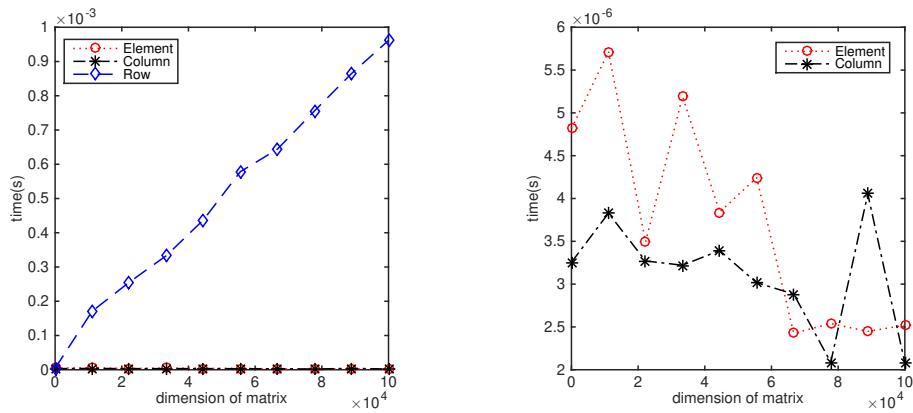 ×10⁻³
1
0.9
0.8
0.7
0.6
0.5
0.4
0.3
0.2
0.1
0
time(s)
Element
Column
Row
0 2 4 6 8 10
dimension of matrix
×10⁴
×10⁻⁶
6
5.5
5
4.5
4
3.5
3
2.5
2
time(s)
Element
Column
0 2 4 6 8 10
dimension of matrix
×10⁴